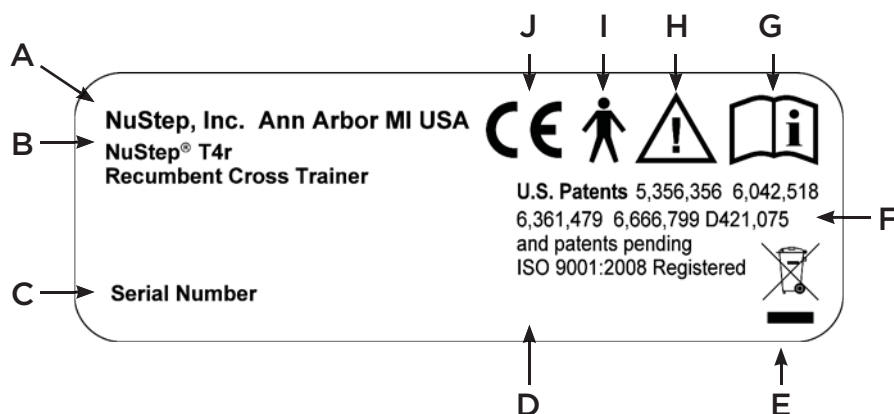 J I H G
A
NuStep, Inc. Ann Arbor MI USA
B
NuStep® T4r
Recumbent Cross Trainer
CE
!
i
U.S. Patents 5,356,356 6,042,518
6,361,479 6,666,799 D421,075
F
and patents pending
ISO 9001:2008 Registered
C
Serial Number
D
E